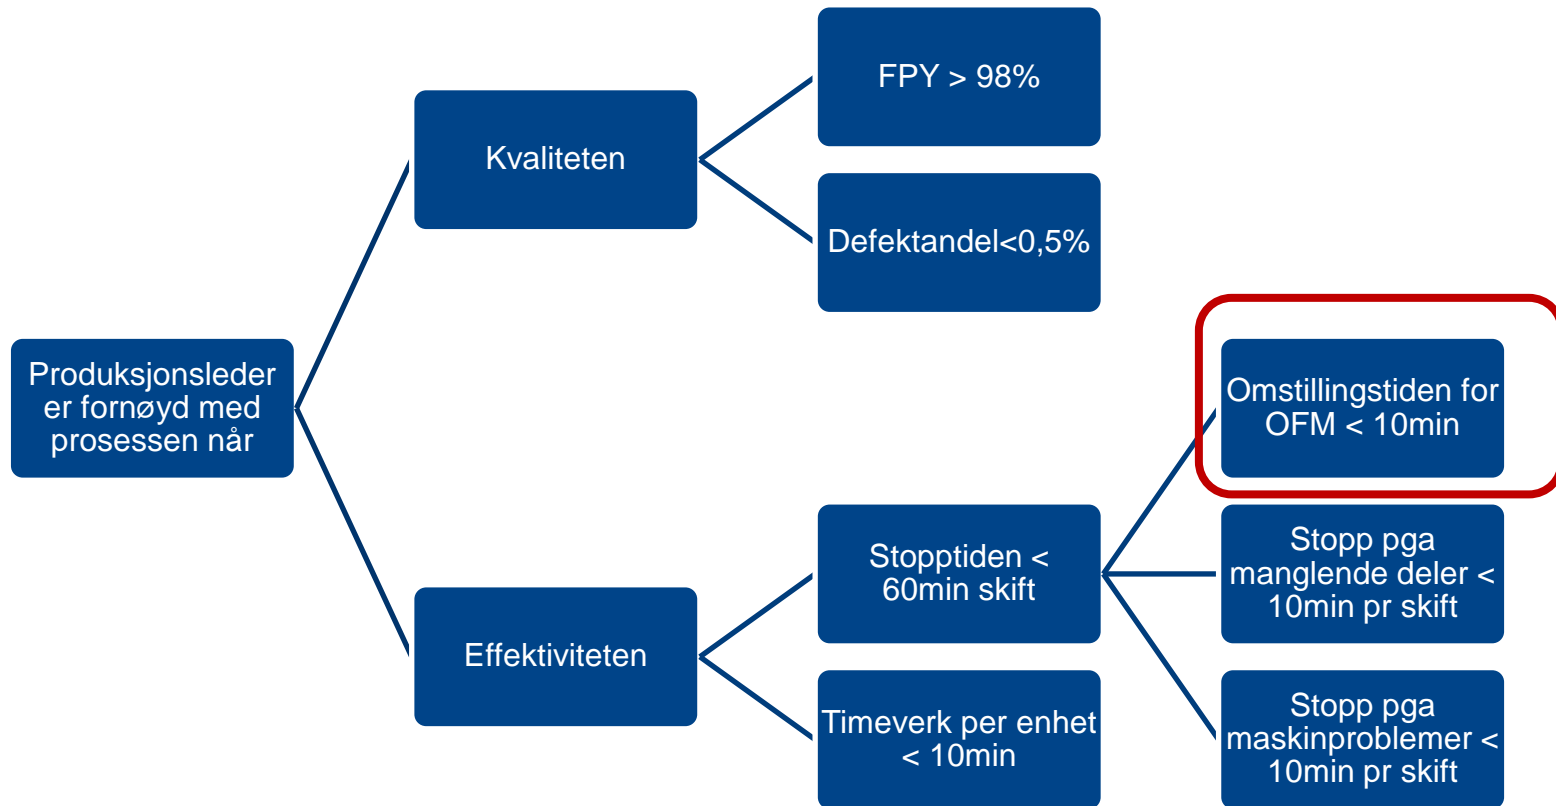 Produksjonsleder
er fornøyd med
prosessen når
Kvaliteten
FPY > 98%
Defektandel<0,5%
Effektiviteten
Stopptiden <
60min skift
Omstillingstiden for
OFM < 10min
Stopp pga
manglende deler <
10min pr skift
Stopp pga
maskinproblemer <
10min pr skift
Timeverk per enhet
< 10min